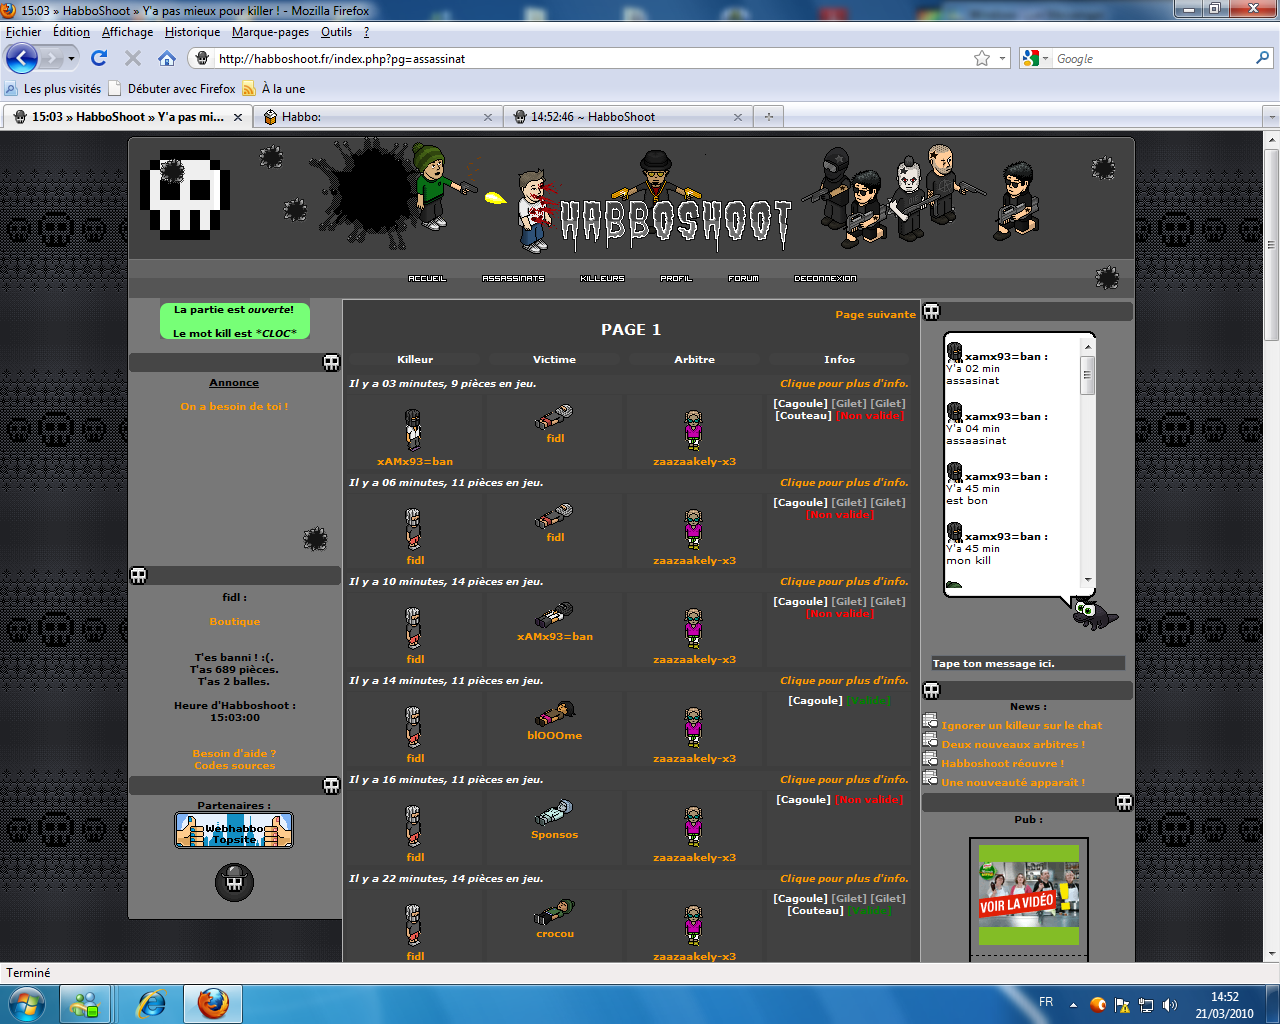 15:03 » HabboShoot » Y'a pas mieux pour killer ! - Mozilla Firefox
Fichier Édition Affichage Historique Marque-pages Outils ?
http://habboshoot.fr/index.php?pg=assassinat
Google
Les plus visités Débuter avec Firefox À la une
15:03 » HabboShoot » Y'a pas mi...
Habbo:
14:52:46 ~ HabboShoot
HABBOSHOOT
ACCUEIL ASSASSINATS KILLEURS PROFIL FORUM DECONNEXION
La partie est ouverte!
Le mot kill est *CLOC*
Annonce
On a besoin de toi !
fidl :
Boutique
T'es banni ! :(.
T'as 689 pièces.
T'as 2 balles.
Heure d'Habboshoot :
15:03:00
Besoin d'aide ?
Codes sources
Partenaires :
Webhabbo
Topsite
Page suivante
PAGE 1
Killeur Victime Arbitre Infos
Il y a 03 minutes, 9 pièces en jeu. Clique pour plus d'info.
[Cagoule] [Gilet] [Gilet]
[Couteau] [Non valide]
fidl
xAMx93=ban zaazaakely-x3
Il y a 06 minutes, 11 pièces en jeu. Clique pour plus d'info.
[Cagoule] [Gilet] [Gilet]
[Non valide]
fidl
fidl zaazaakely-x3
Il y a 10 minutes, 14 pièces en jeu. Clique pour plus d'info.
[Cagoule] [Gilet] [Gilet]
[Non valide]
xAMx93=ban
fidl zaazaakely-x3
Il y a 14 minutes, 11 pièces en jeu. Clique pour plus d'info.
[Cagoule] [Valide]
blOOOme
fidl zaazaakely-x3
Il y a 16 minutes, 11 pièces en jeu. Clique pour plus d'info.
[Cagoule] [Non valide]
Sponsos
fidl zaazaakely-x3
Il y a 22 minutes, 14 pièces en jeu. Clique pour plus d'info.
[Cagoule] [Gilet] [Gilet]
[Couteau] [Valide]
crocou
fidl zaazaakely-x3
xamx93=ban :
Y'a 02 min
assasinat
xamx93=ban :
Y'a 04 min
assaasinat
xamx93=ban :
Y'a 45 min
est bon
xamx93=ban :
Y'a 45 min
mon kill
Tape ton message ici.
News :
Ignorer un killeur sur le chat
Deux nouveaux arbitres !
Habboshoot réouvre !
Une nouveauté apparaît !
Pub :
VOIR LA VIDÉO
Terminé
FR
14:52
21/03/2010